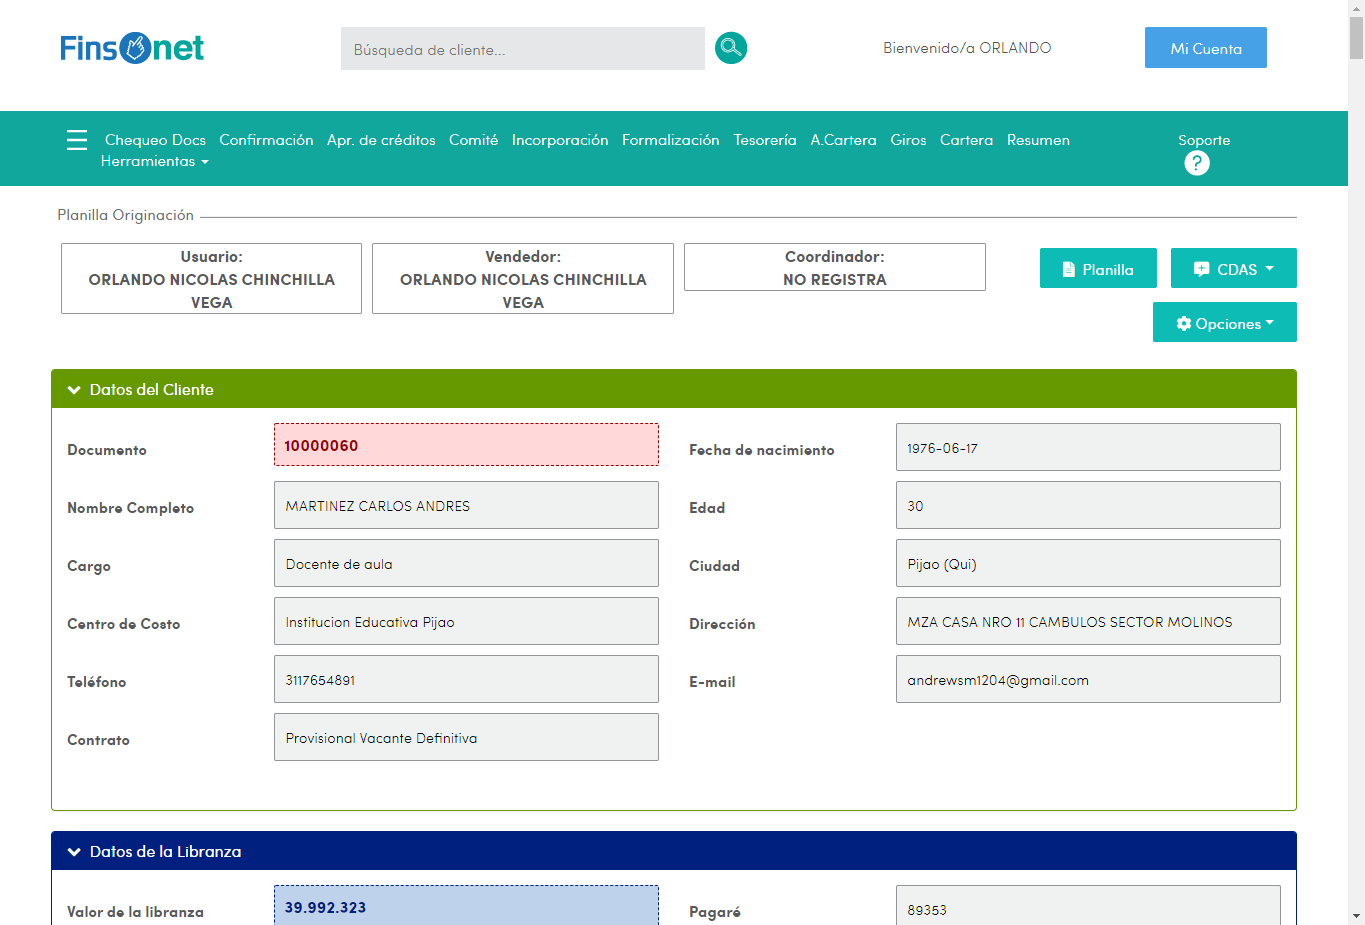 Finsonet
Búsqueda de cliente...
Bienvenido/a ORLANDO
Mi Cuenta
Chequeo Docs Confirmación Apr. de créditos Comité Incorporación Formalización Tesorería A.Cartera Giros Cartera Resumen
Herramientas
Soporte
?
Planilla Originación
Usuario:
ORLANDO NICOLAS CHINCHILLA
VEGA
Vendedor:
ORLANDO NICOLAS CHINCHILLA
VEGA
Coordinador:
NO REGISTRA
Planilla
CDAS
Opciones
Datos del Cliente
Documento 10000060
Fecha de nacimiento 1976-06-17
Nombre Completo MARTINEZ CARLOS ANDRES
Edad 30
Cargo Docente de aula
Ciudad Pijao (Qui)
Centro de Costo Institucion Educativa Pijao
Dirección MZA CASA NRO 11 CAMBULOS SECTOR MOLINOS
Teléfono 3117654891
E-mail andrewsm1204@gmail.com
Contrato Provisional Vacante Definitiva
Datos de la Libranza
Valor de la libranza 39.992.323
Pagaré 89353